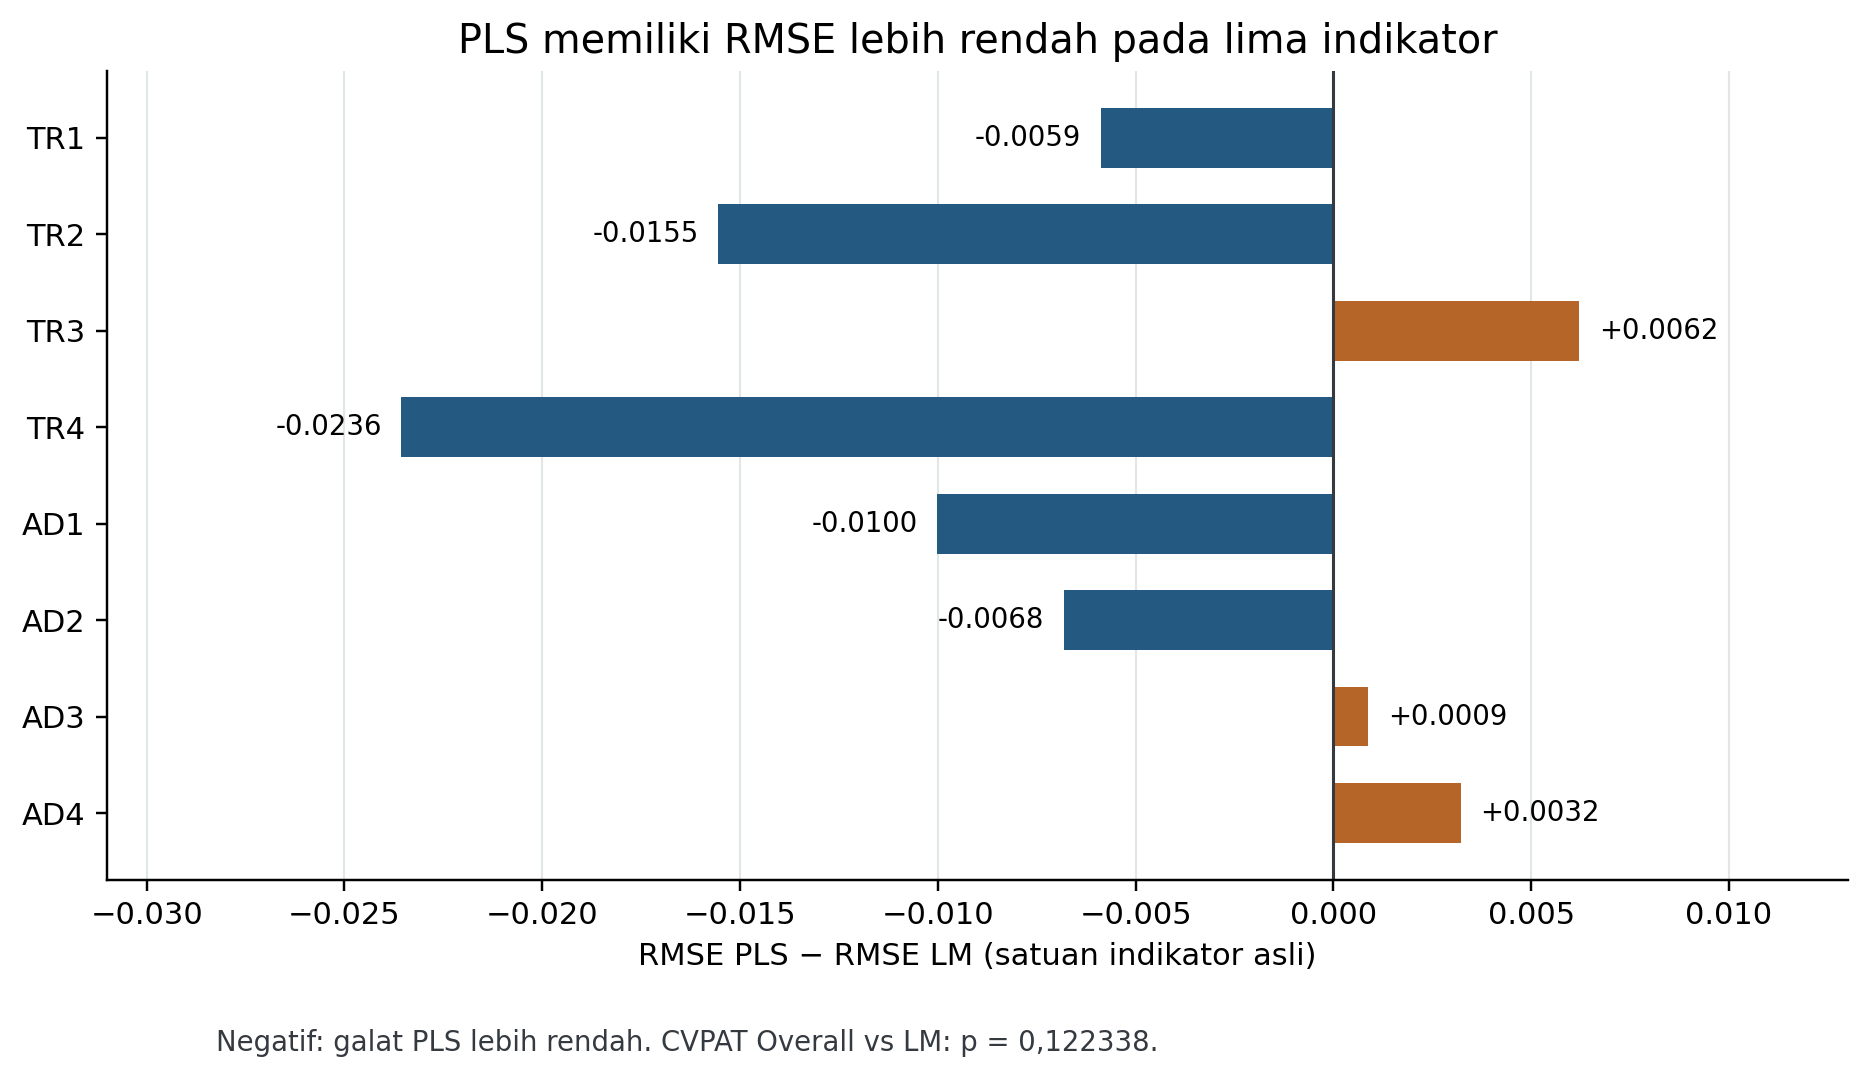 PLS memiliki RMSE lebih rendah pada lima indikator
TR1
-0.0059
TR2
-0.0155
TR3
+0.0062
TR4
-0.0236
AD1
-0.0100
AD2
-0.0068
AD3
+0.0009
AD4
+0.0032
−0.030 −0.025 −0.020 −0.015 −0.010 −0.005 0.000 0.005 0.010
RMSE PLS − RMSE LM (satuan indikator asli)
Negatif: galat PLS lebih rendah. CVPAT Overall vs LM: p = 0,122338.